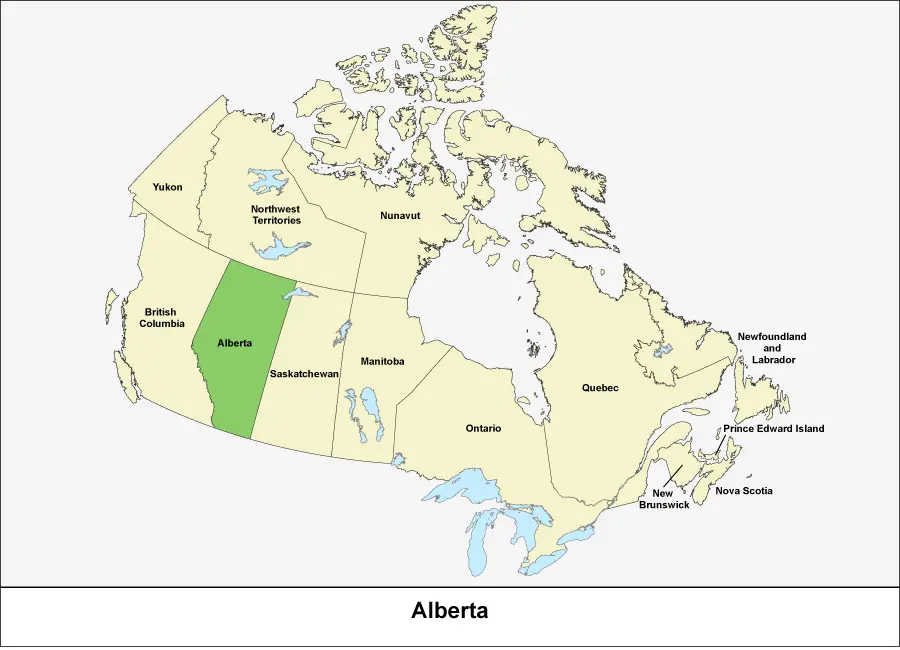 Yukon
Northwest
Territories
Nunavut
British
Columbia
Alberta
Saskatchewan
Manitoba
Ontario
Quebec
Newfoundland
and
Labrador
Prince Edward Island
New
Brunswick
Nova Scotia
Alberta